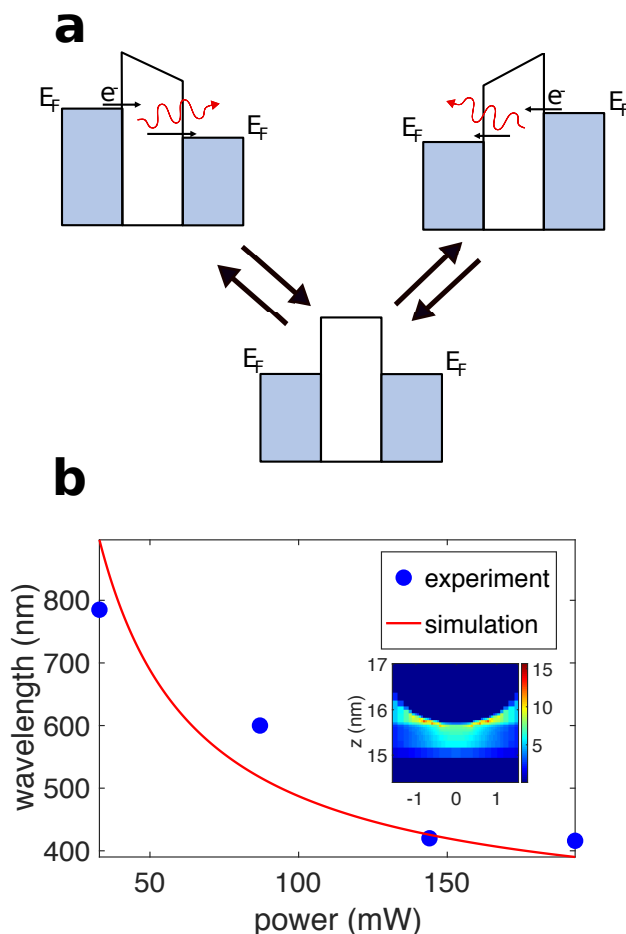 a
E_F e^- E_F
E_F e^- E_F
E_F E_F
b
wavelength (nm)
800
700
600
500
400
50 100 150
power (mW)
experiment
simulation
z (nm)
17
16
15
-1 0 1
15
10
5